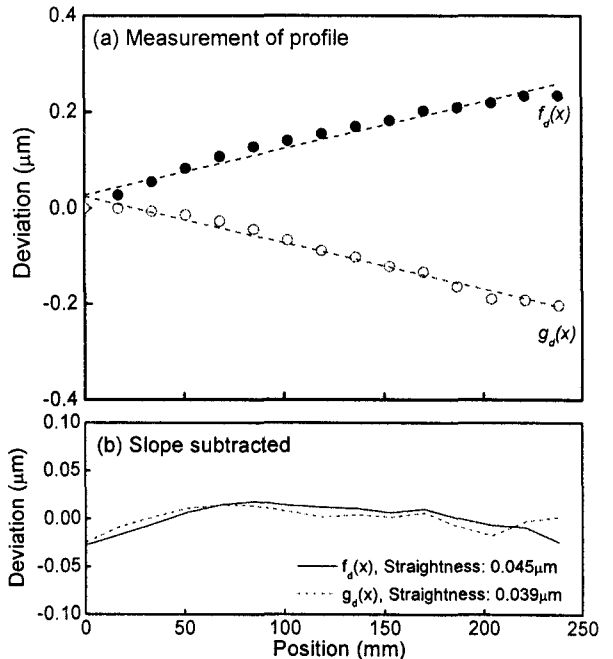 0.4
(a) Measurement of profile
0.2
0.0
-0.2
-0.4
Deviation (μm)
f_d(x)
g_d(x)
0.10
(b) Slope subtracted
0.05
0.00
-0.05
-0.10
Deviation (μm)
f_d(x), Straightness: 0.045μm
g_d(x), Straightness: 0.039μm
0 50 100 150 200 250
Position (mm)